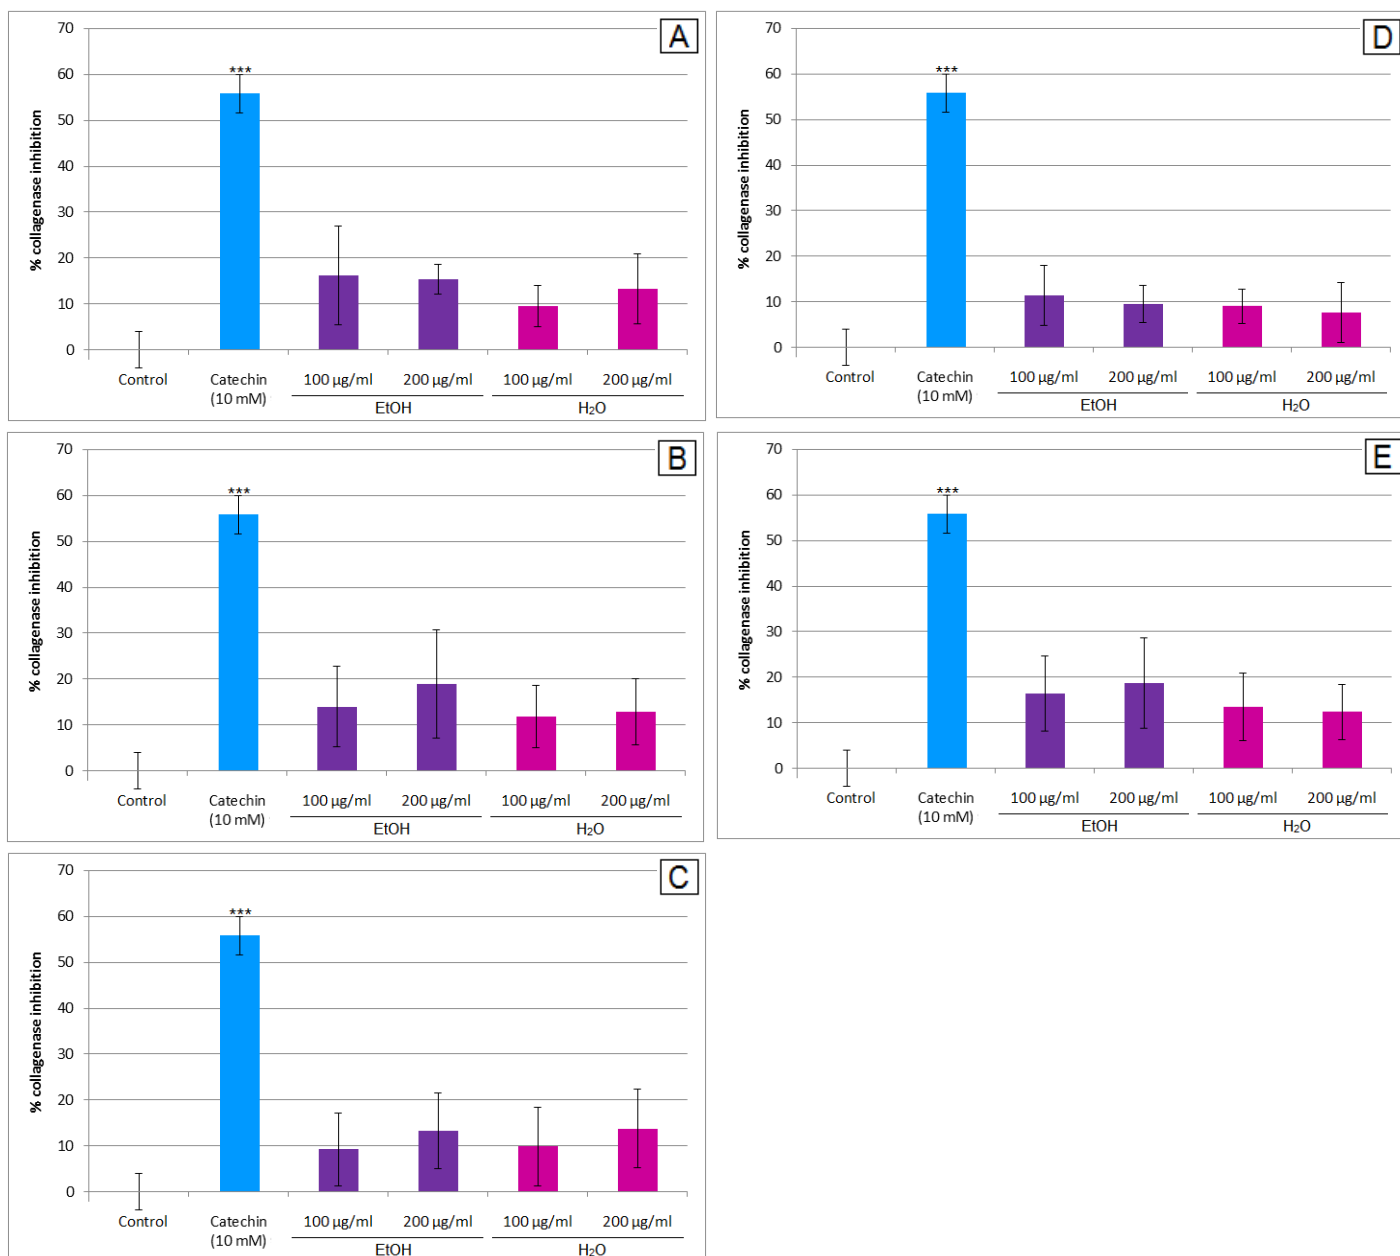 A
% collagenase inhibition
70
60
50
40
30
20
10
0
***
Control
Catechin
(10 mM)
100 µg/ml
200 µg/ml
100 µg/ml
200 µg/ml
EtOH
H₂O
D
% collagenase inhibition
70
60
50
40
30
20
10
0
***
Control
Catechin
(10 mM)
100 µg/ml
200 µg/ml
100 µg/ml
200 µg/ml
EtOH
H₂O
B
% collagenase inhibition
70
60
50
40
30
20
10
0
***
Control
Catechin
(10 mM)
100 µg/ml
200 µg/ml
100 µg/ml
200 µg/ml
EtOH
H₂O
E
% collagenase inhibition
70
60
50
40
30
20
10
0
***
Control
Catechin
(10 mM)
100 µg/ml
200 µg/ml
100 µg/ml
200 µg/ml
EtOH
H₂O
C
% collagenase inhibition
70
60
50
40
30
20
10
0
***
Control
Catechin
(10 mM)
100 µg/ml
200 µg/ml
100 µg/ml
200 µg/ml
EtOH
H₂O